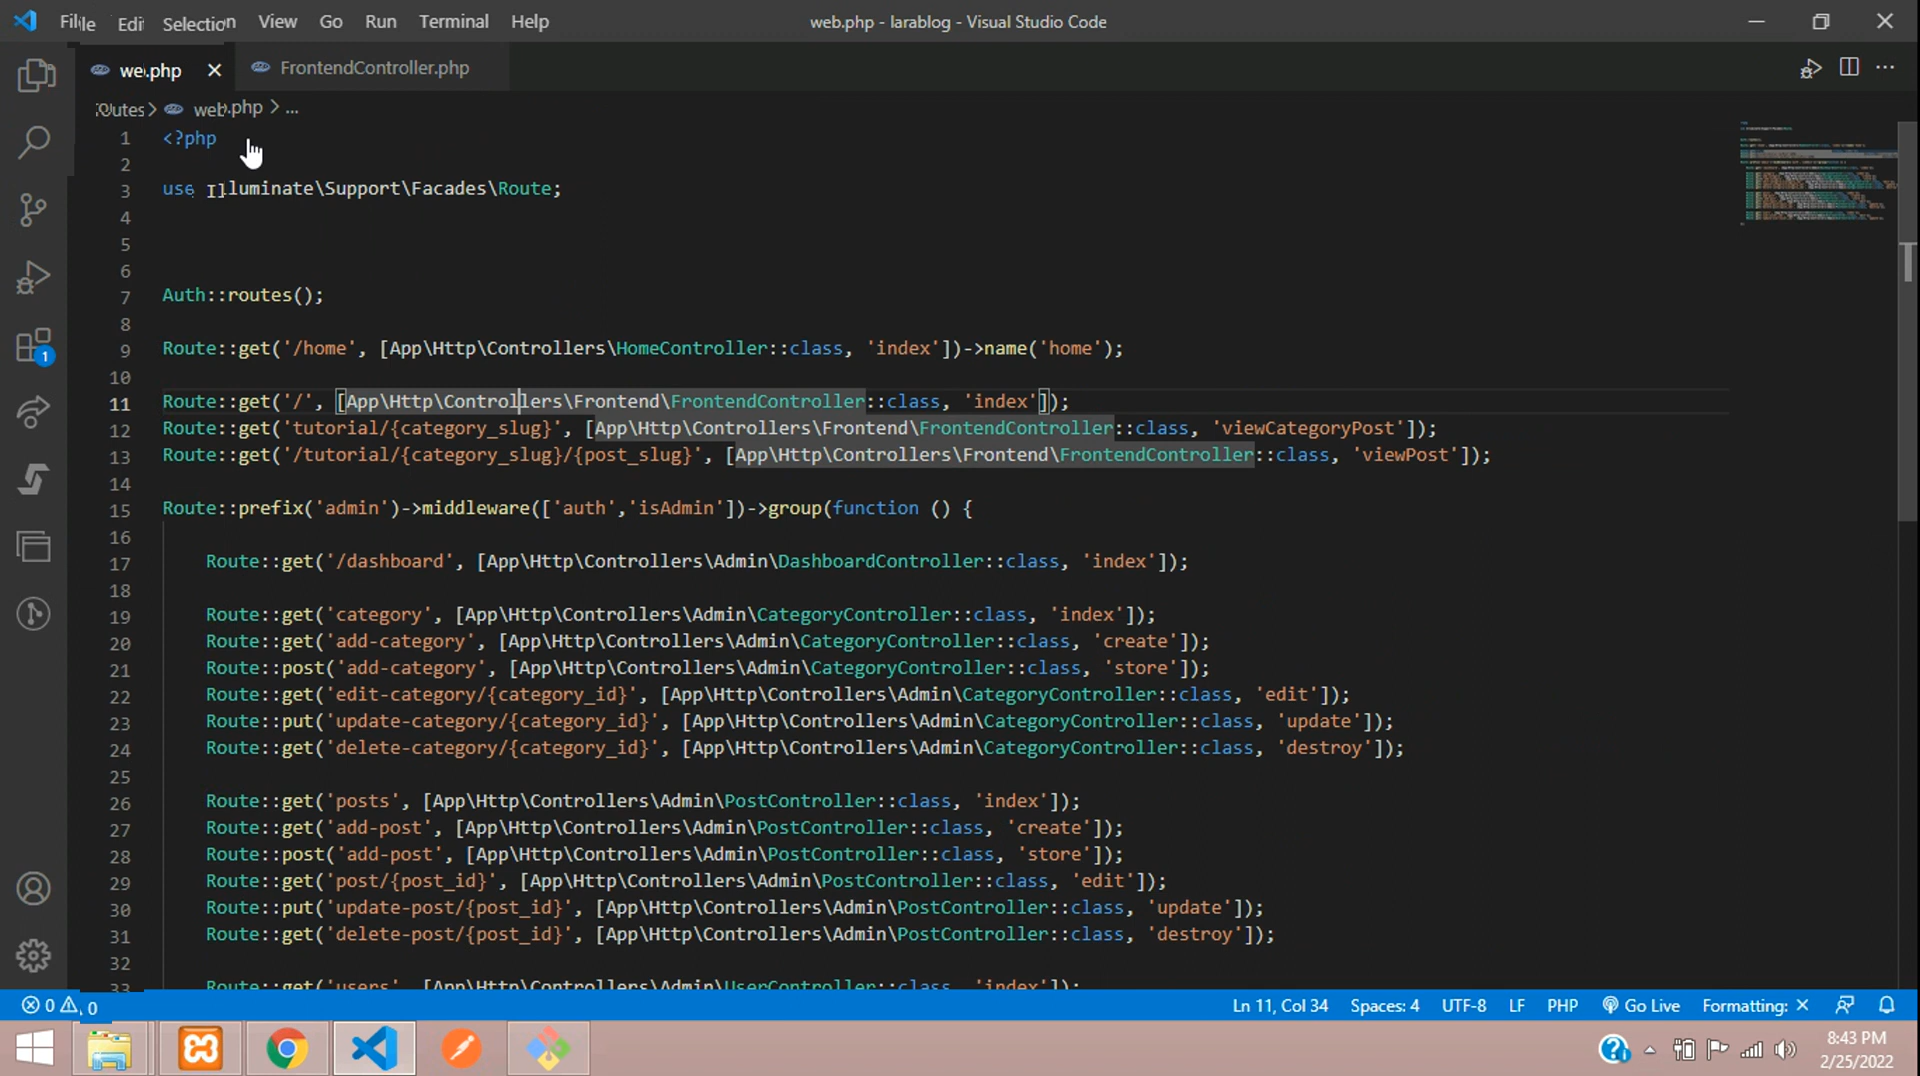 File Edit Selection View Go Run Terminal Help web.php - larablog - Visual Studio Code
web.php FrontendController.php
routes > web.php > ...
1 <?php
2
3 use Illuminate\Support\Facades\Route;
4
5
6
7 Auth::routes();
8
9 Route::get('/home', [App\Http\Controllers\HomeController::class, 'index'])->name('home');
10
11 Route::get('/', [App\Http\Controllers\Frontend\FrontendController::class, 'index']);
12 Route::get('tutorial/{category_slug}', [App\Http\Controllers\Frontend\FrontendController::class, 'viewCategoryPost']);
13 Route::get('/tutorial/{category_slug}/{post_slug}', [App\Http\Controllers\Frontend\FrontendController::class, 'viewPost']);
14
15 Route::prefix('admin')->middleware(['auth','isAdmin'])->group(function () {
16
17 Route::get('/dashboard', [App\Http\Controllers\Admin\DashboardController::class, 'index']);
18
19 Route::get('category', [App\Http\Controllers\Admin\CategoryController::class, 'index']);
20 Route::get('add-category', [App\Http\Controllers\Admin\CategoryController::class, 'create']);
21 Route::post('add-category', [App\Http\Controllers\Admin\CategoryController::class, 'store']);
22 Route::get('edit-category/{category_id}', [App\Http\Controllers\Admin\CategoryController::class, 'edit']);
23 Route::put('update-category/{category_id}', [App\Http\Controllers\Admin\CategoryController::class, 'update']);
24 Route::get('delete-category/{category_id}', [App\Http\Controllers\Admin\CategoryController::class, 'destroy']);
25
26 Route::get('posts', [App\Http\Controllers\Admin\PostController::class, 'index']);
27 Route::get('add-post', [App\Http\Controllers\Admin\PostController::class, 'create']);
28 Route::post('add-post', [App\Http\Controllers\Admin\PostController::class, 'store']);
29 Route::get('post/{post_id}', [App\Http\Controllers\Admin\PostController::class, 'edit']);
30 Route::put('update-post/{post_id}', [App\Http\Controllers\Admin\PostController::class, 'update']);
31 Route::get('delete-post/{post_id}', [App\Http\Controllers\Admin\PostController::class, 'destroy']);
32
33 Route::get('users', [App\Http\Controllers\Admin\UserController::class, 'index']);
1
0 0 Ln 11, Col 34 Spaces: 4 UTF-8 LF PHP Go Live Formatting: ×
8:43 PM
2/25/2022